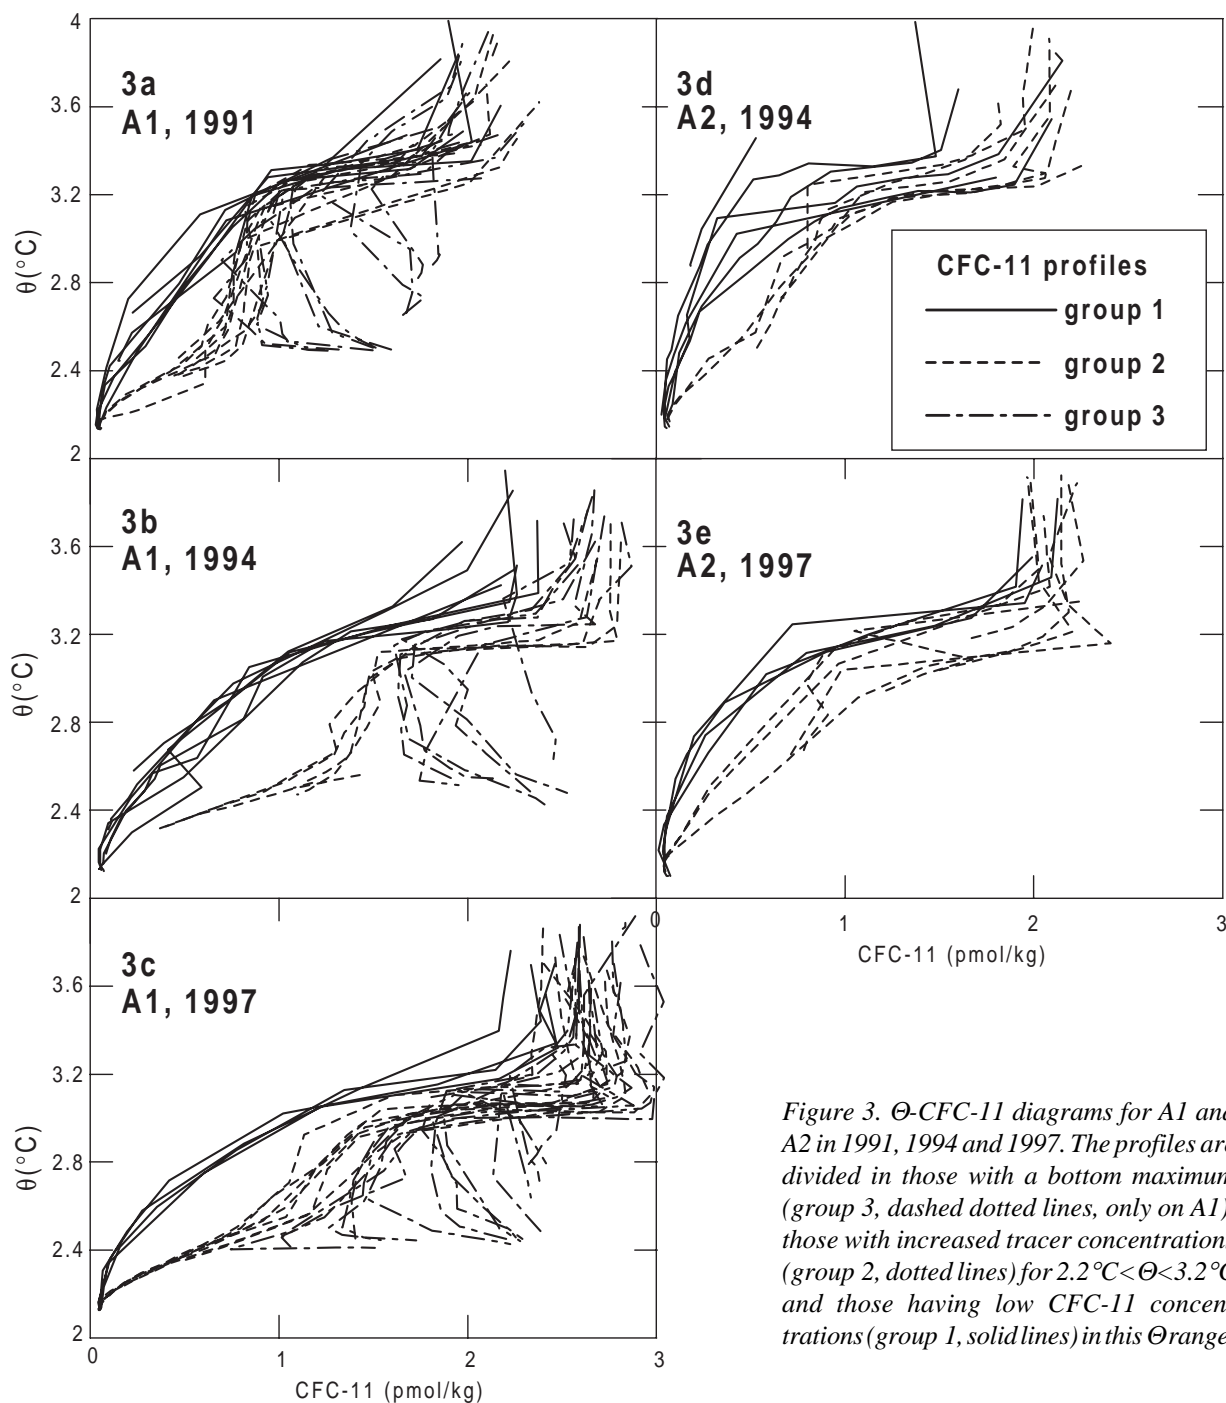 4
3.6
3.2
2.8
2.4
2
θ(°C)
3a
A1, 1991
3d
A2, 1994
CFC-11 profiles
group 1
group 2
group 3
3.6
3.2
2.8
2.4
2
θ(°C)
3b
A1, 1994
3e
A2, 1997
0
1
2
3
CFC-11 (pmol/kg)
3.6
3.2
2.8
2.4
2
θ(°C)
3c
A1, 1997
0
1
2
3
CFC-11 (pmol/kg)
Figure 3. Θ-CFC-11 diagrams for A1 and
A2 in 1991, 1994 and 1997. The profiles are
divided in those with a bottom maximum
(group 3, dashed dotted lines, only on A1)
those with increased tracer concentration
(group 2, dotted lines) for 2.2°C<Θ<3.2°C
and those having low CFC-11 concen
trations (group 1, solid lines) in this Θ range